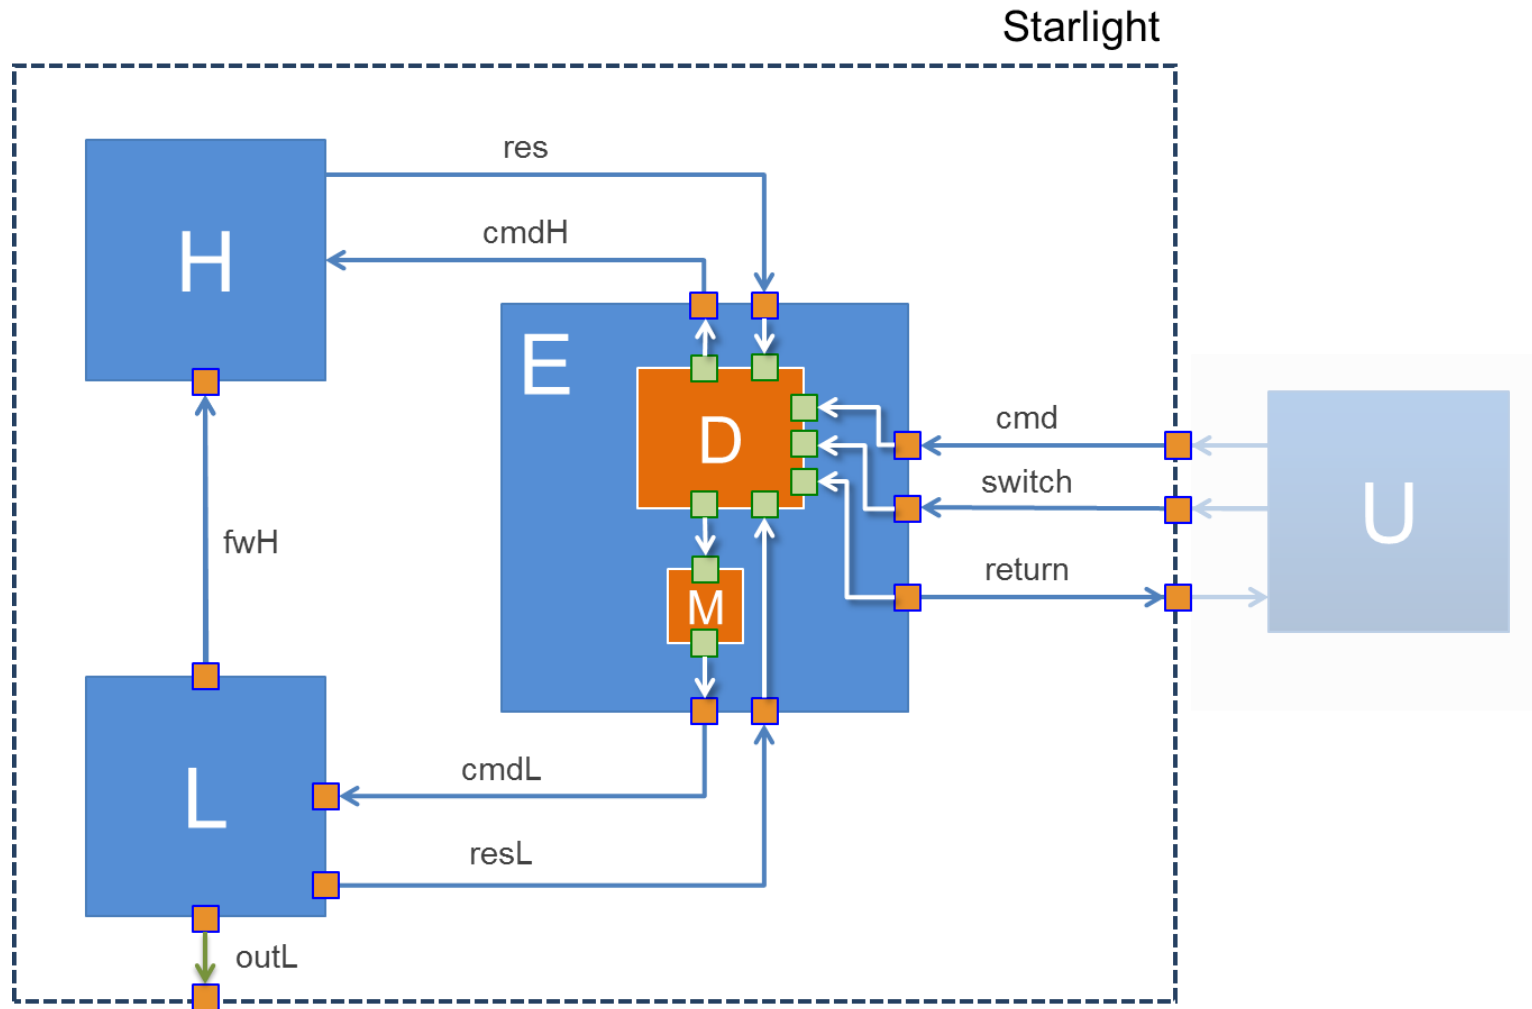 Starlight
res
H
cmdH
E
D
cmd
switch
U
fwH
return
M
cmdL
L
resL
outL